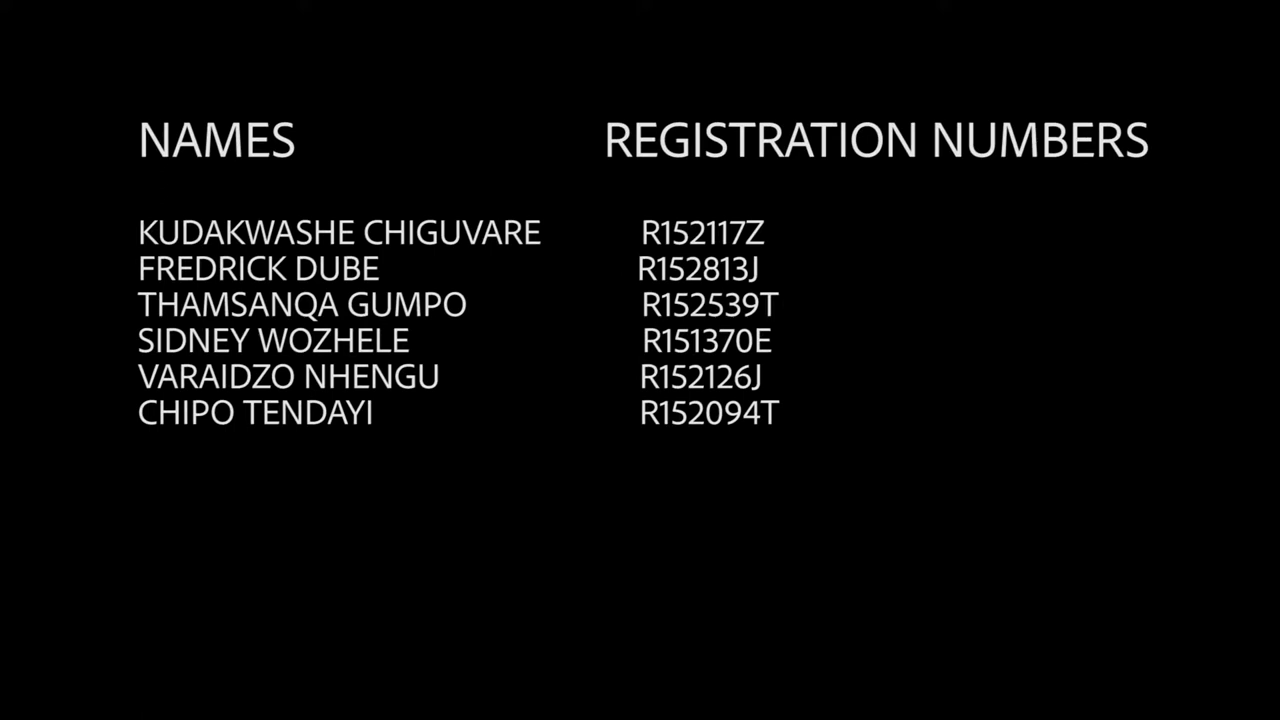 NAMES REGISTRATION NUMBERS
KUDAKWASHE CHIGUVARE R152117Z
FREDRICK DUBE R152813J
THAMSANQA GUMPO R152539T
SIDNEY WOZHELE R151370E
VARAIDZO NHENGU R152126J
CHIPO TENDAYI R152094T